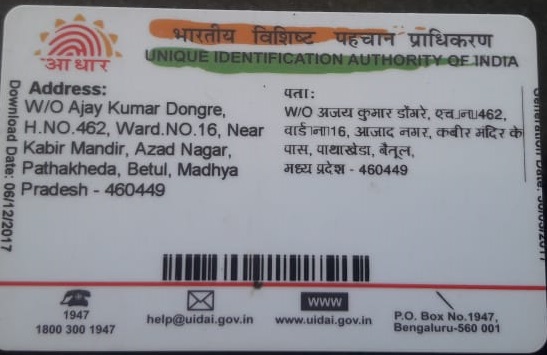 भारतीय विशिष्ट पहचान प्राधिकरण
UNIQUE IDENTIFICATION AUTHORITY OF INDIA
आधार
Address:
W/O Ajay Kumar Dongre,
H.NO.462, Ward.NO.16, Near
Kabir Mandir, Azad Nagar,
Pathakheda, Betul, Madhya
Pradesh - 460449
पता:
W/O अजय कुमार डोंगरे, एच॰ना॰462,
वार्ड॰ना॰16, आजाद नगर, कबीर मंदिर के
पास, पाथाखेडा, बैतूल,
मध्य प्रदेश - 460449
Download Date: 06/12/2017
Generation Date:
1947
1800 300 1947
help@uidai.gov.in
www
www.uidai.gov.in
P.O. Box No.1947,
Bengaluru-560 001